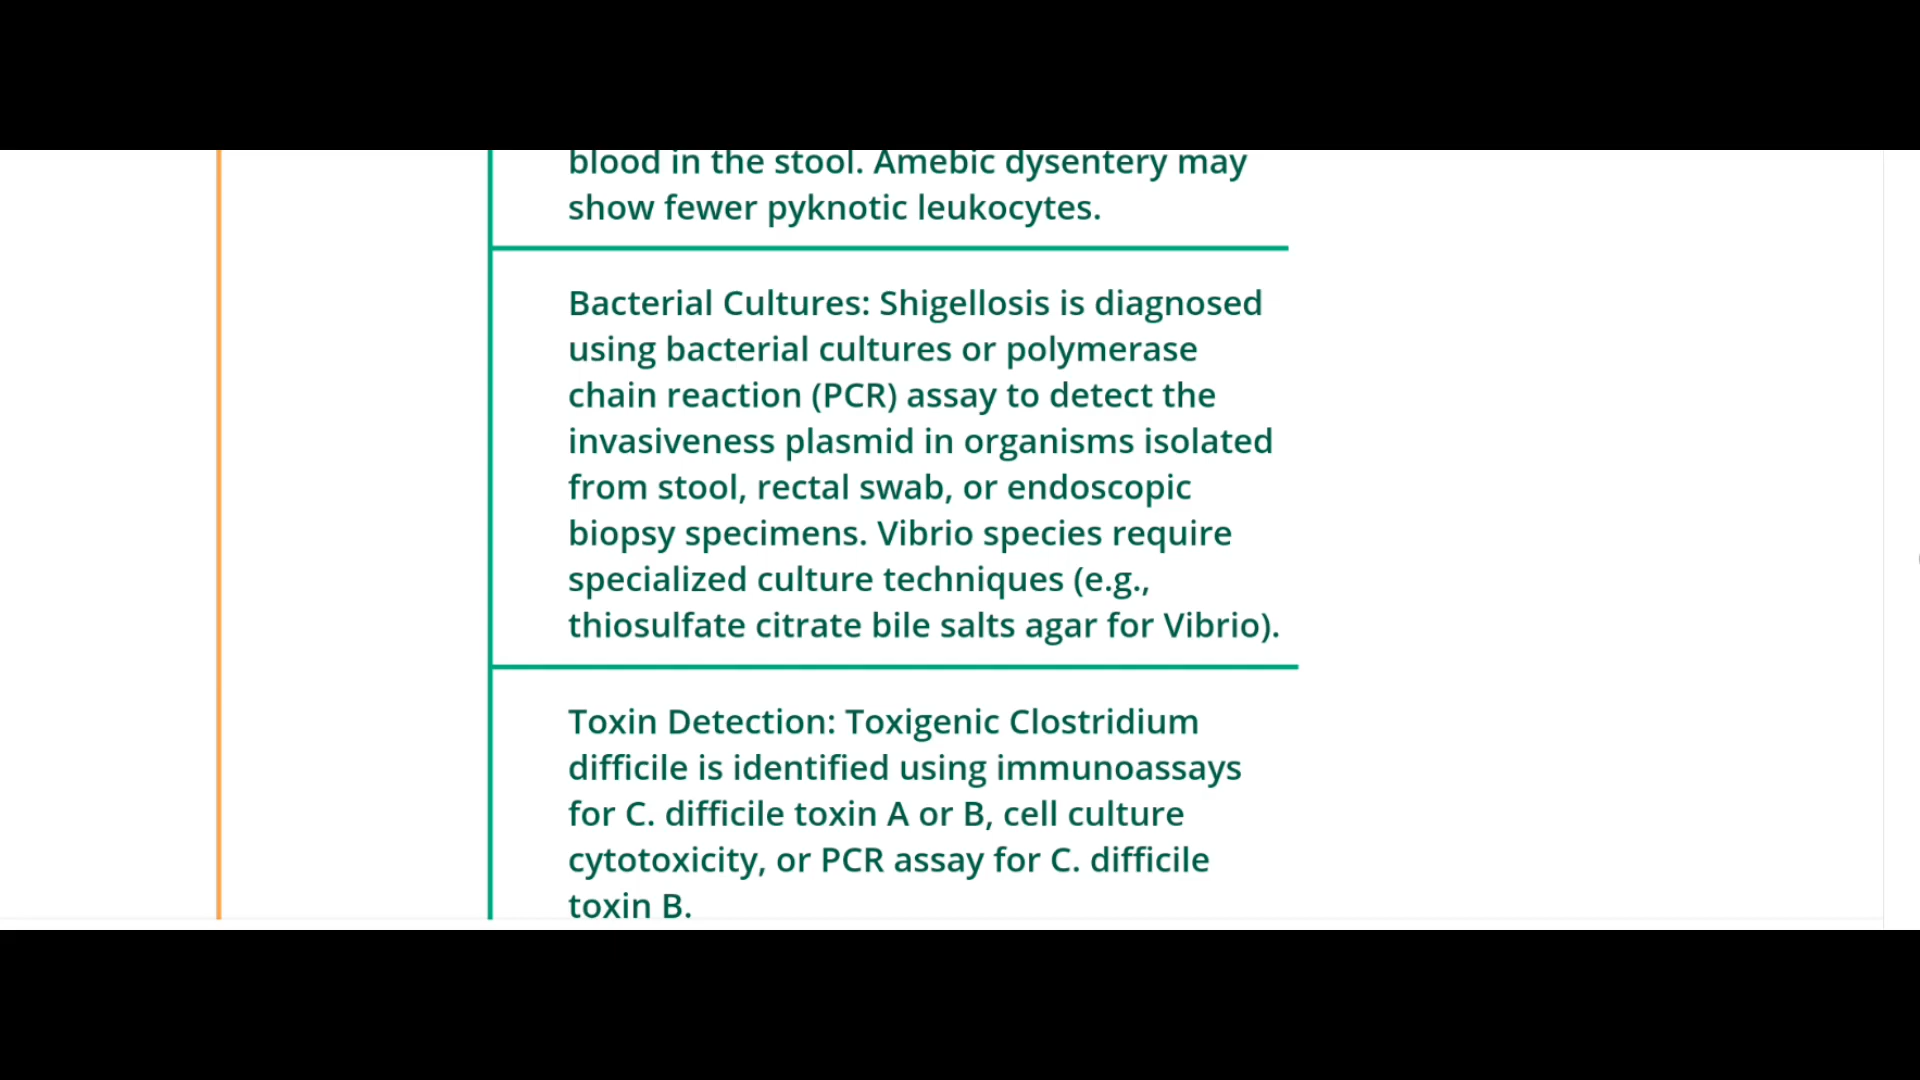 blood in the stool. Amebic dysentery may
show fewer pyknotic leukocytes.
Bacterial Cultures: Shigellosis is diagnosed
using bacterial cultures or polymerase
chain reaction (PCR) assay to detect the
invasiveness plasmid in organisms isolated
from stool, rectal swab, or endoscopic
biopsy specimens. Vibrio species require
specialized culture techniques (e.g.,
thiosulfate citrate bile salts agar for Vibrio).
Toxin Detection: Toxigenic Clostridium
difficile is identified using immunoassays
for C. difficile toxin A or B, cell culture
cytotoxicity, or PCR assay for C. difficile
toxin B.